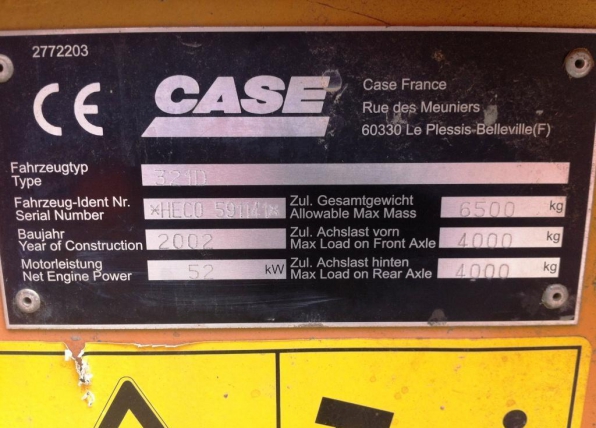 2772203
CE
CASE
Case France
Rue des Meuniers
60330 Le Plessis-Belleville(F)
Fahrzeugtyp
Type
321D
Fahrzeug-Ident Nr.
Serial Number
Zul. Gesamtgewicht
Allowable Max Mass
6500 kg
Baujahr
Year of Construction
2002
Zul. Achslast vorn
Max Load on Front Axle
4000 kg
Motorleistung
Net Engine Power
52 kW
Zul. Achslast hinten
Max Load on Rear Axle
4000 kg